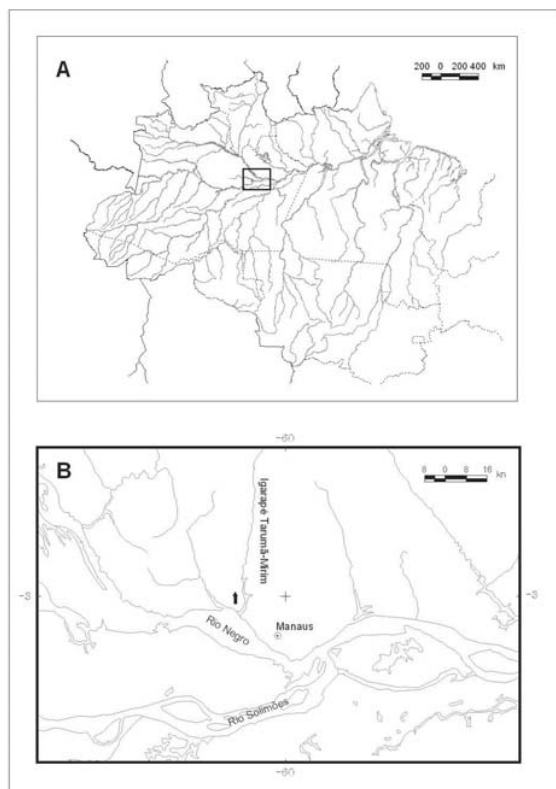 A
200 0 200 400 km
B
-60
8 0 8 16 km
Igarapé Tarumã-Mirim
-3
-3
Manaus
Rio Negro
Rio Solimões
-60